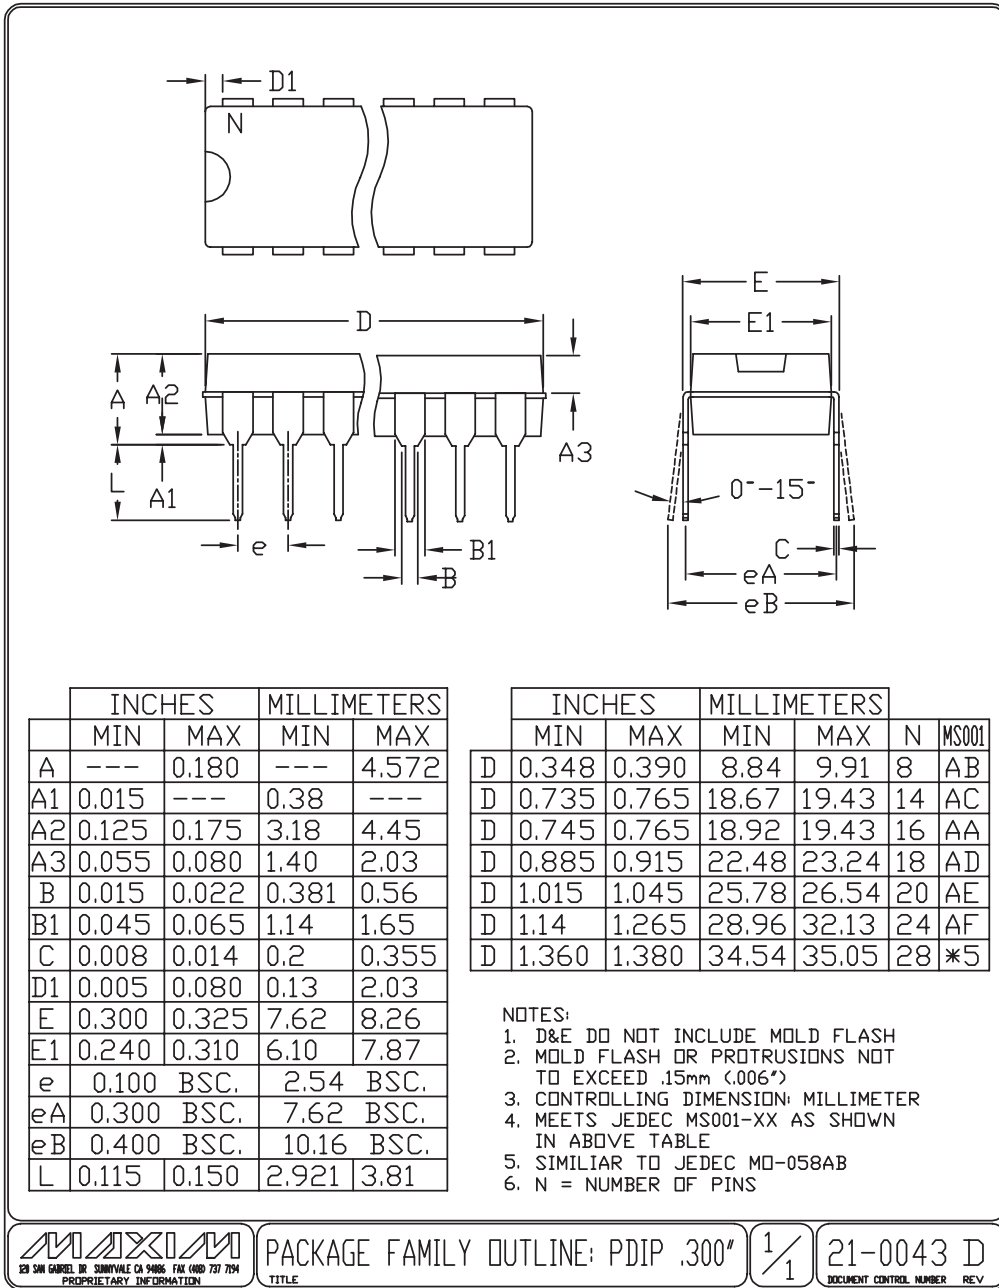 D1
N
D
E
E1
A
A2
A3
L
A1
0°-15°
e
B1
B
C
eA
eB
INCHES MILLIMETERS
MIN MAX MIN MAX
A --- 0.180 --- 4.572
A1 0.015 --- 0.38 ---
A2 0.125 0.175 3.18 4.45
A3 0.055 0.080 1.40 2.03
B 0.015 0.022 0.381 0.56
B1 0.045 0.065 1.14 1.65
C 0.008 0.014 0.2 0.355
D1 0.005 0.080 0.13 2.03
E 0.300 0.325 7.62 8.26
E1 0.240 0.310 6.10 7.87
e 0.100 BSC. 2.54 BSC.
eA 0.300 BSC. 7.62 BSC.
eB 0.400 BSC. 10.16 BSC.
L 0.115 0.150 2.921 3.81
INCHES MILLIMETERS
MIN MAX MIN MAX N MS001
D 0.348 0.390 8.84 9.91 8 AB
D 0.735 0.765 18.67 19.43 14 AC
D 0.745 0.765 18.92 19.43 16 AA
D 0.885 0.915 22.48 23.24 18 AD
D 1.015 1.045 25.78 26.54 20 AE
D 1.14 1.265 28.96 32.13 24 AF
D 1.360 1.380 34.54 35.05 28 *5
NOTES:
1. D&E DO NOT INCLUDE MOLD FLASH
2. MOLD FLASH OR PROTRUSIONS NOT
TO EXCEED .15mm (.006")
3. CONTROLLING DIMENSION: MILLIMETER
4. MEETS JEDEC MS001-XX AS SHOWN
IN ABOVE TABLE
5. SIMILIAR TO JEDEC MO-058AB
6. N = NUMBER OF PINS
MAXIM
120 SAN GABRIEL DR SUNNYVALE CA 94086 FAX (408) 737 7194
PROPRIETARY INFORMATION
PACKAGE FAMILY OUTLINE: PDIP .300"
TITLE
1/1
21-0043 D
DOCUMENT CONTROL NUMBER REV